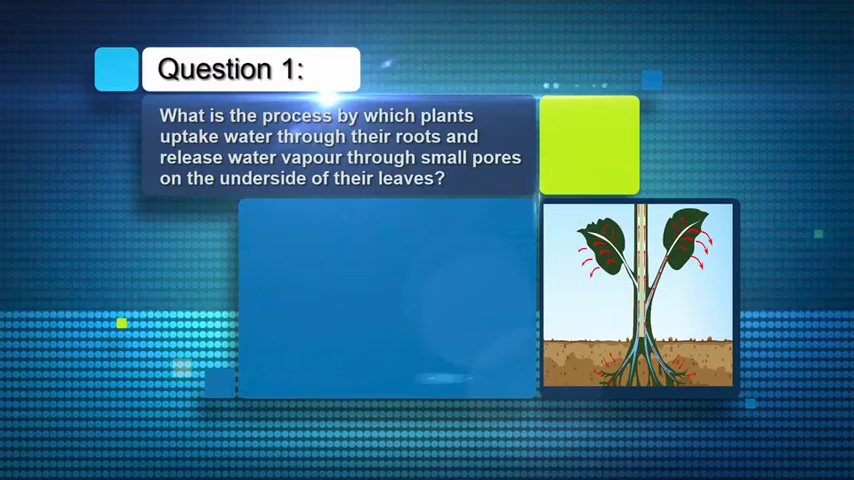 Question 1:
What is the process by which plants
uptake water through their roots and
release water vapour through small pores
on the underside of their leaves?